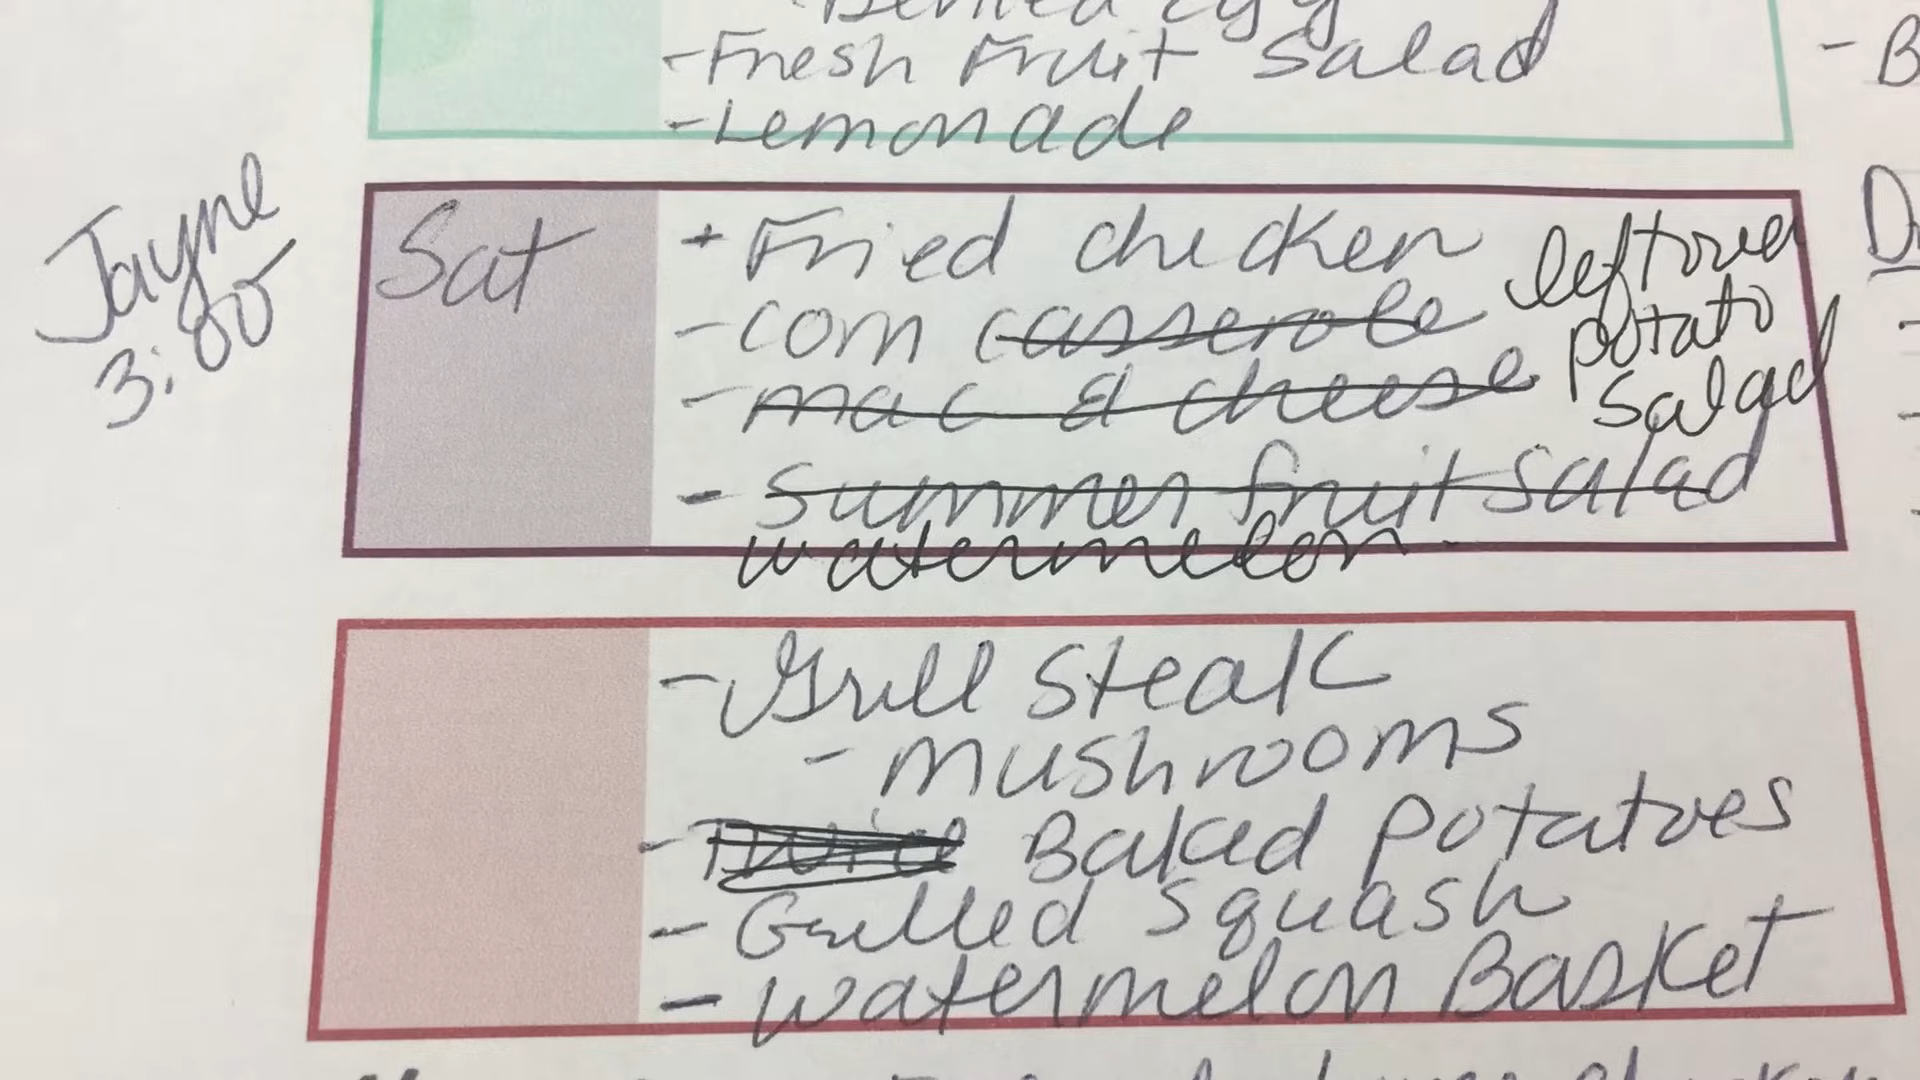 - Fresh Fruit Salad
- Lemonade
Jayne
3:00
Sat
+ Fried chicken
- corn casserole
- mac & cheese
leftover
potato
salad
- Summer fruit Salad
watermelon
- Grill Steak
- Mushrooms
- Twice Baked potatoes
- Grilled Squash
- Watermelon Basket